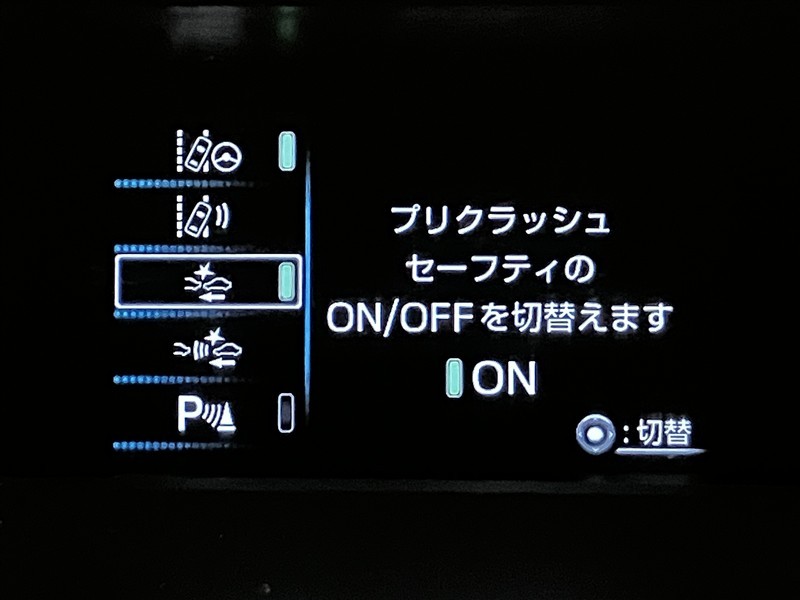 プリクラッシュ
セーフティの
ON/OFFを切替えます
ON
P
:切替